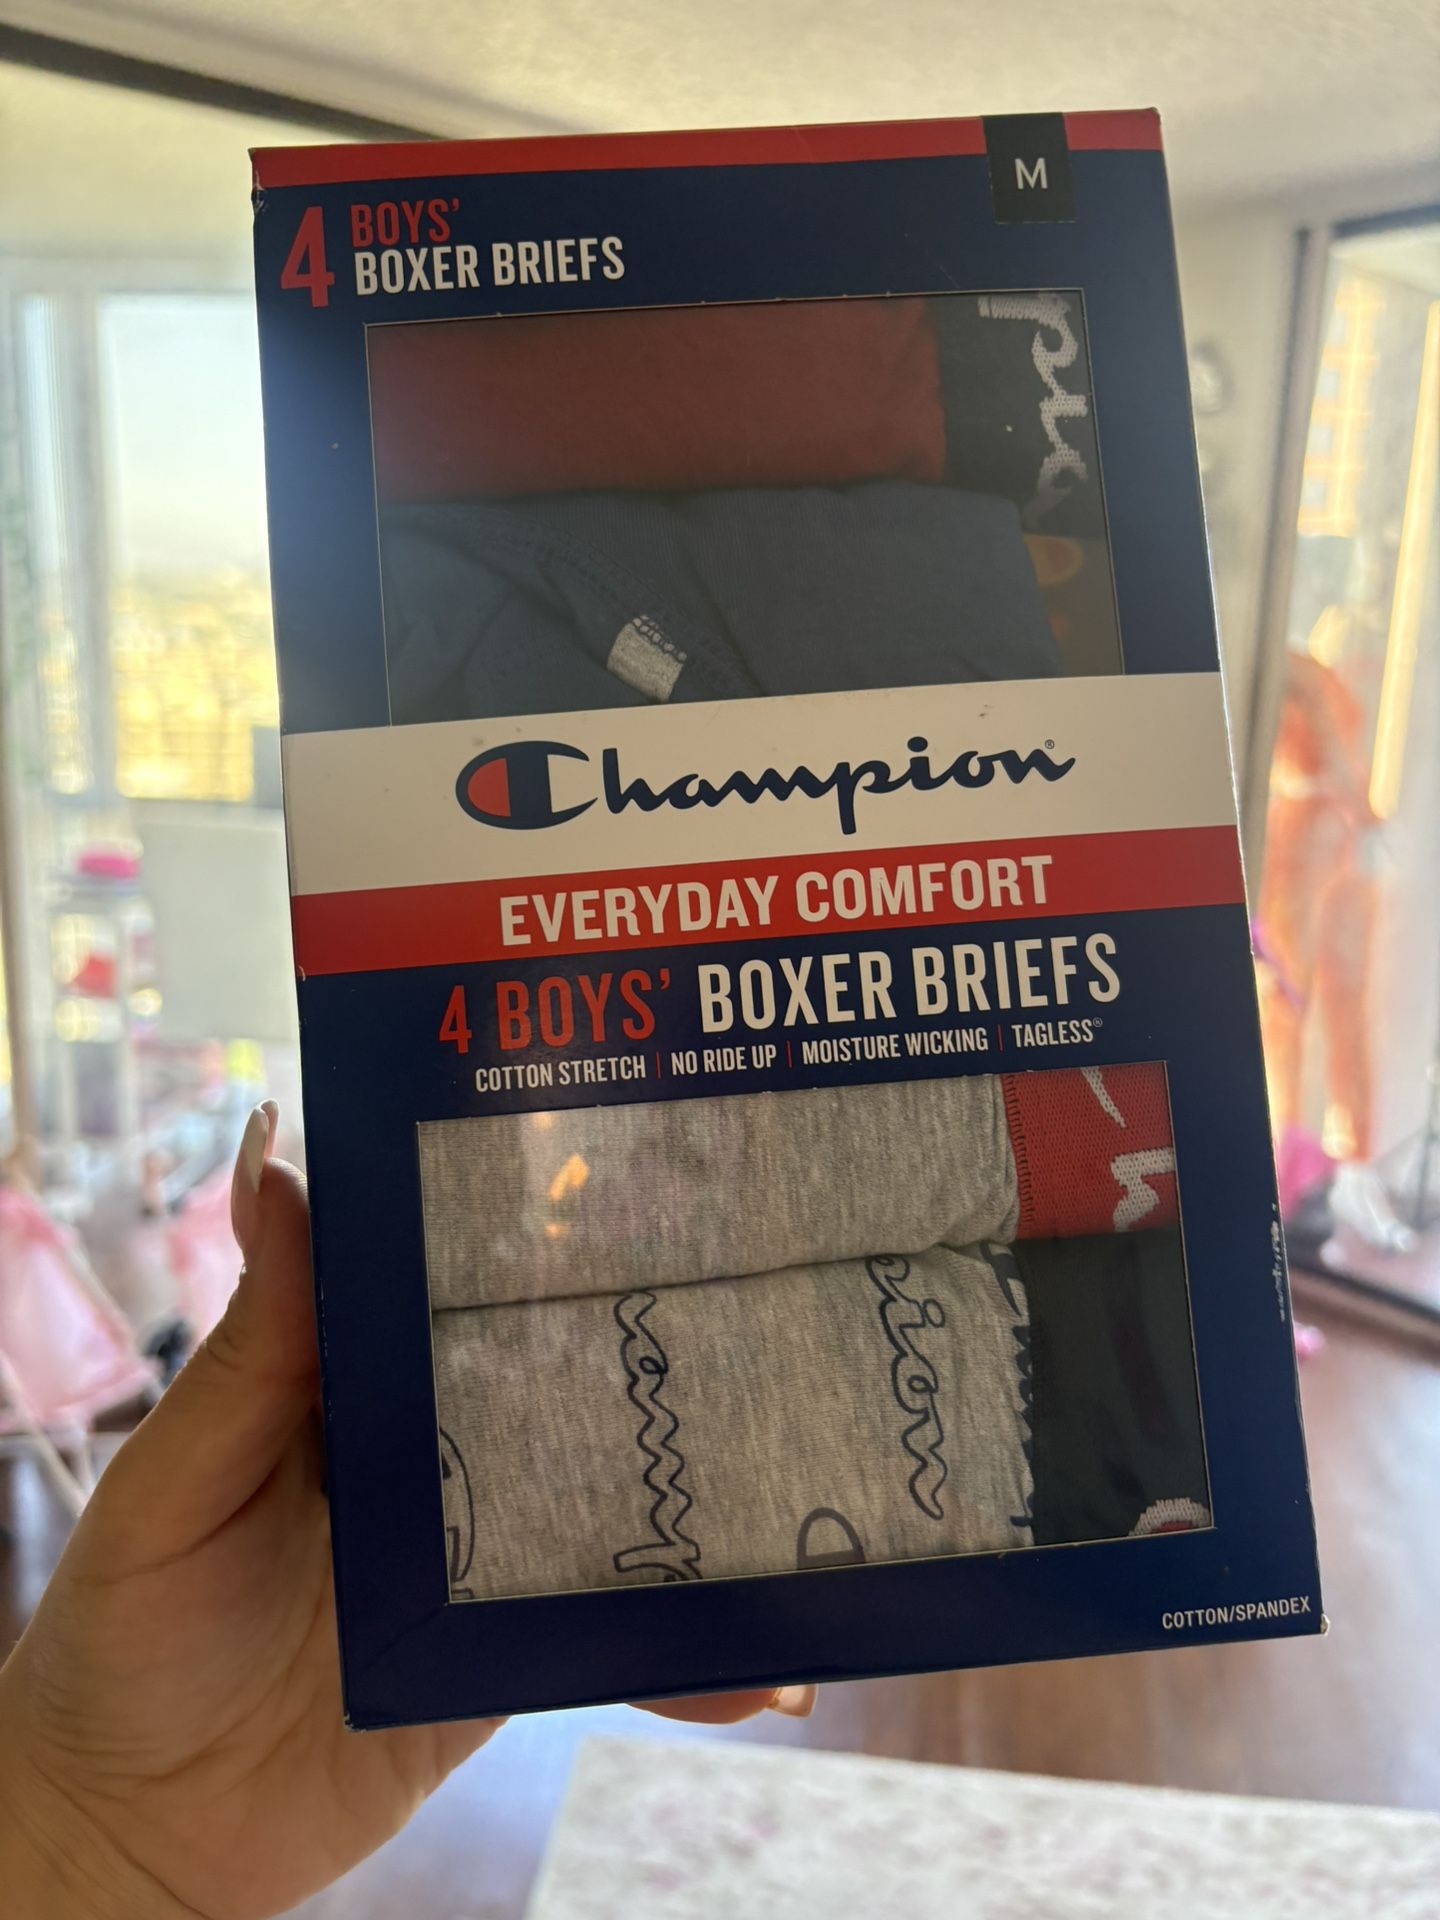 M
4 BOYS'
BOXER BRIEFS
Champion®
EVERYDAY COMFORT
4 BOYS' BOXER BRIEFS
COTTON STRETCH | NO RIDE UP | MOISTURE WICKING | TAGLESS®
COTTON/SPANDEX